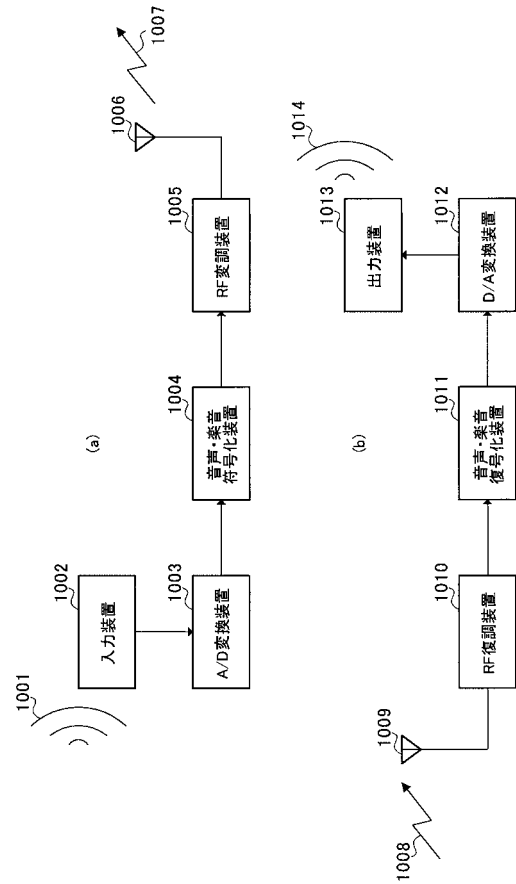 (a)
1001
1002
入力装置
1003
A/D変換装置
1004
音声・楽音
符号化装置
1005
RF変調装置
1006
1007
(b)
1008
1009
1010
RF復調装置
1011
音声・楽音
復号化装置
1012
D/A変換装置
1013
出力装置
1014